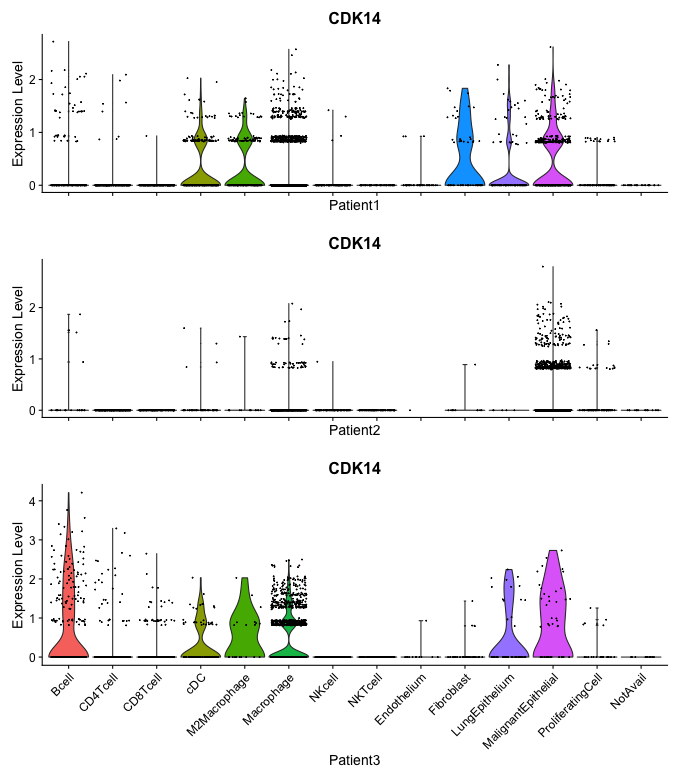 CDK14
Expression Level
2
1
0
Patient1
CDK14
Expression Level
2
1
0
Patient2
CDK14
Expression Level
4
3
2
1
0
Bcell
CD4Tcell
CD8Tcell
cDC
M2Macrophage
Macrophage
NKcell
NKTcell
Endothelium
Fibroblast
LungEpithelium
MalignantEpithelial
ProliferatingCell
NotAvail
Patient3